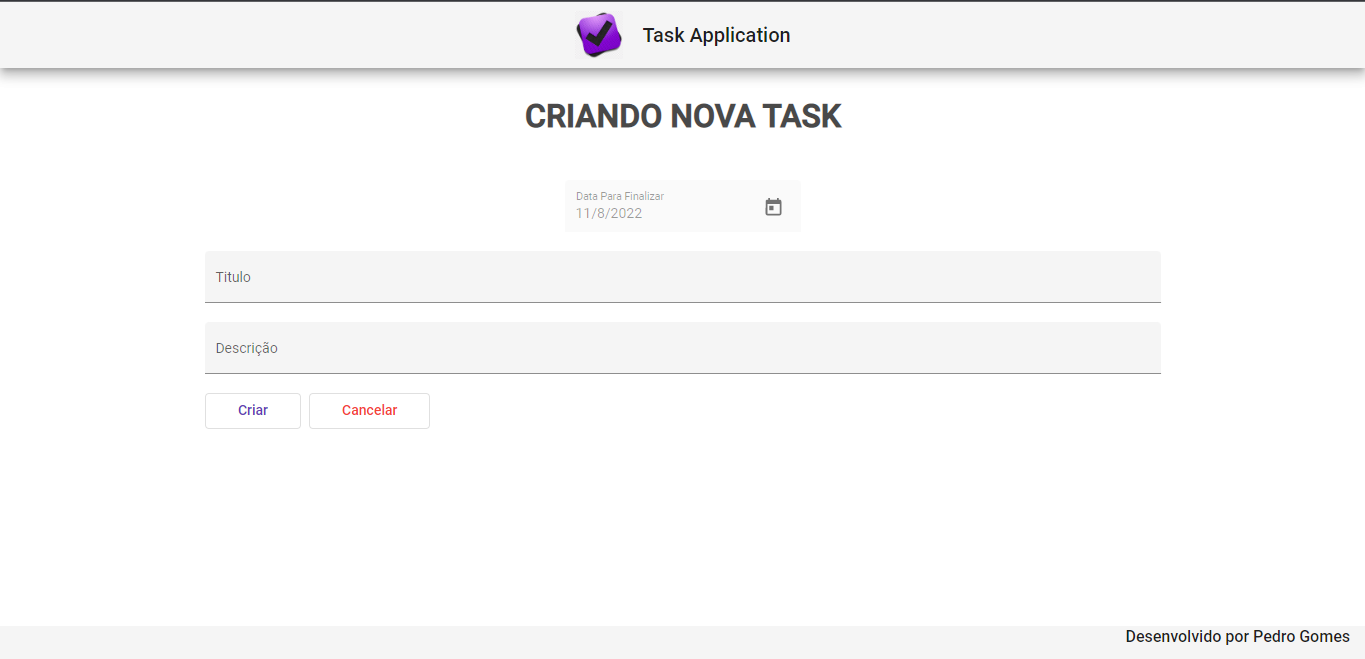 Task Application
CRIANDO NOVA TASK
Data Para Finalizar
11/8/2022
Titulo
Descrição
Criar
Cancelar
Desenvolvido por Pedro Gomes